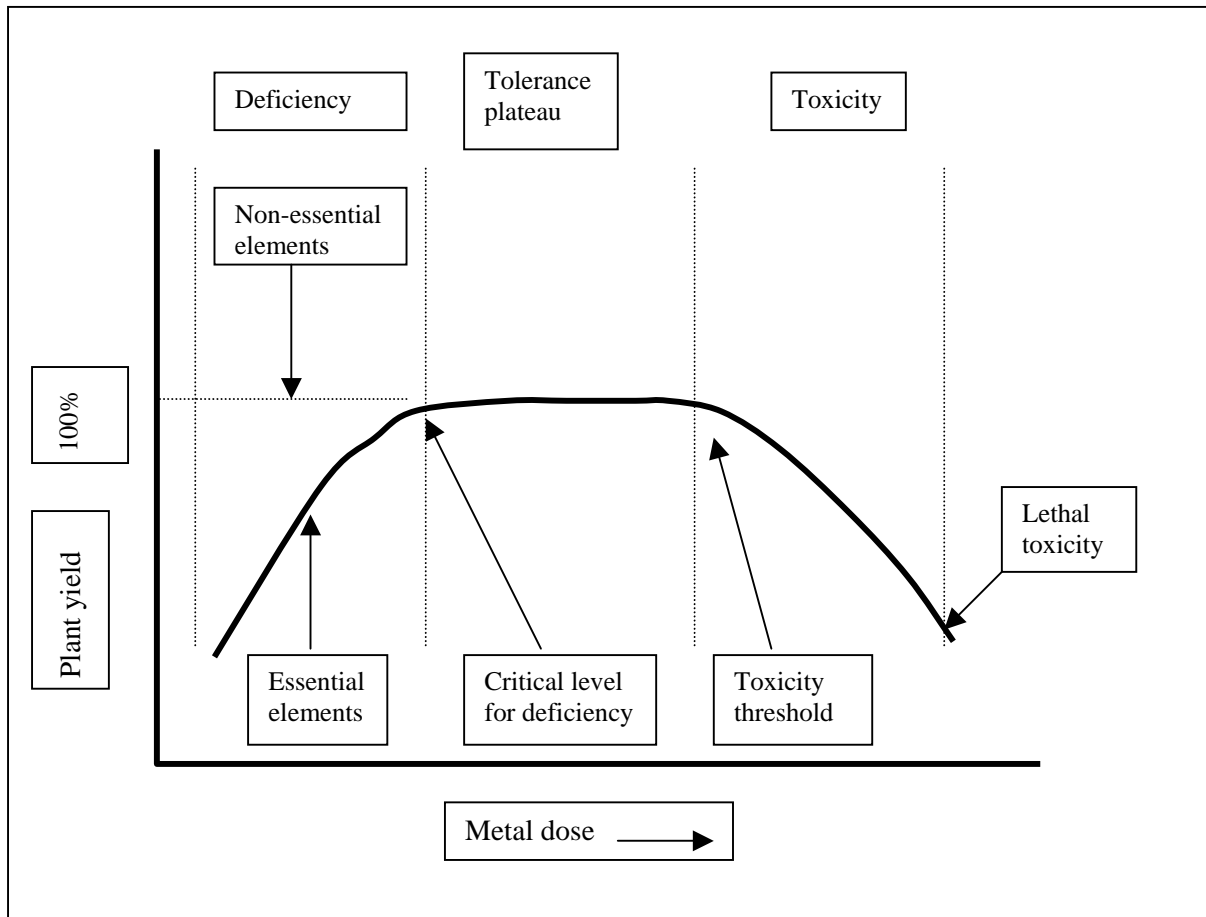 Deficiency
Tolerance
plateau
Toxicity
Non-essential
elements
100%
Plant yield
Lethal
toxicity
Essential
elements
Critical level
for deficiency
Toxicity
threshold
Metal dose